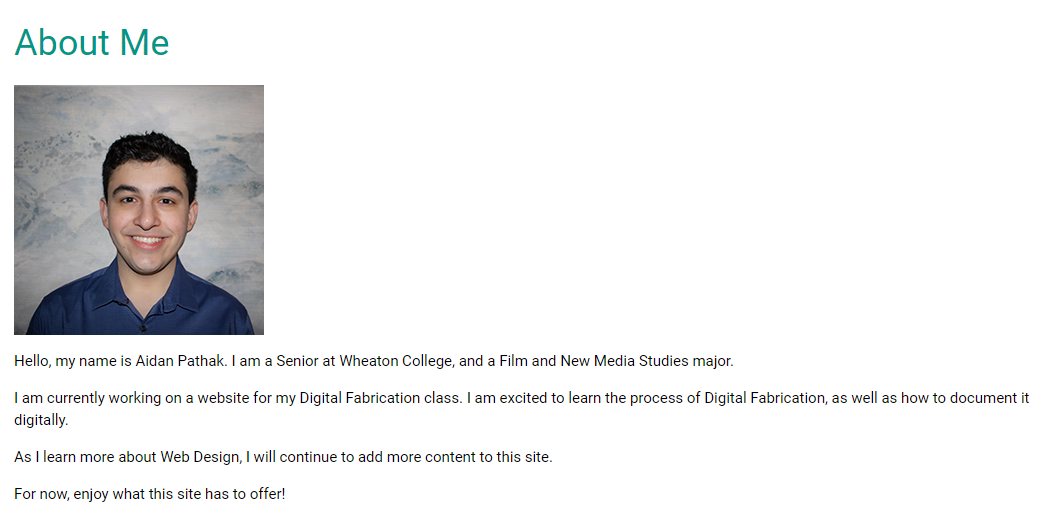 About Me
Hello, my name is Aidan Pathak. I am a Senior at Wheaton College, and a Film and New Media Studies major.
I am currently working on a website for my Digital Fabrication class. I am excited to learn the process of Digital Fabrication, as well as how to document it
digitally.
As I learn more about Web Design, I will continue to add more content to this site.
For now, enjoy what this site has to offer!